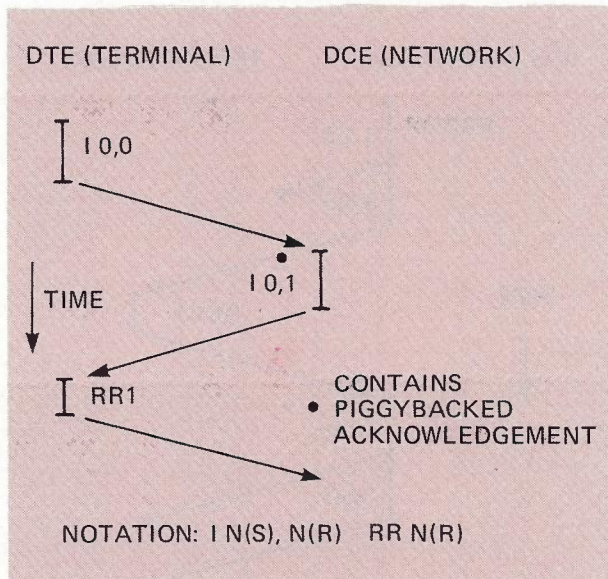 DTE (TERMINAL) DCE (NETWORK)
I 0,0
• I 0,1
TIME
RR1
• CONTAINS
PIGGYBACKED
ACKNOWLEDGEMENT
NOTATION: I N(S), N(R) RR N(R)